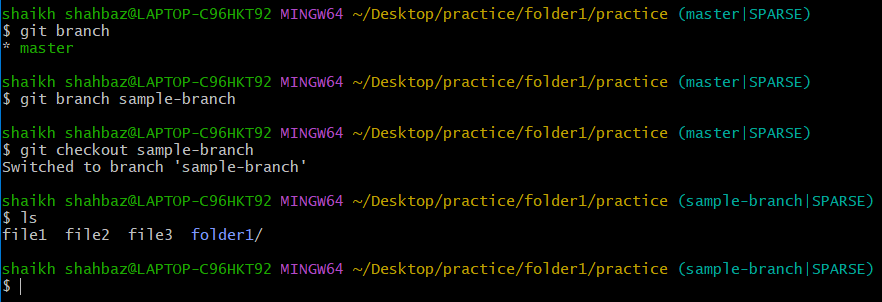 shaikh shahbaz@LAPTOP-C96HKT92 MINGW64 ~/Desktop/practice/folder1/practice (master|SPARSE)
$ git branch
* master
shaikh shahbaz@LAPTOP-C96HKT92 MINGW64 ~/Desktop/practice/folder1/practice (master|SPARSE)
$ git branch sample-branch
shaikh shahbaz@LAPTOP-C96HKT92 MINGW64 ~/Desktop/practice/folder1/practice (master|SPARSE)
$ git checkout sample-branch
Switched to branch 'sample-branch'
shaikh shahbaz@LAPTOP-C96HKT92 MINGW64 ~/Desktop/practice/folder1/practice (sample-branch|SPARSE)
$ ls
file1  file2  file3  folder1/
shaikh shahbaz@LAPTOP-C96HKT92 MINGW64 ~/Desktop/practice/folder1/practice (sample-branch|SPARSE)
$